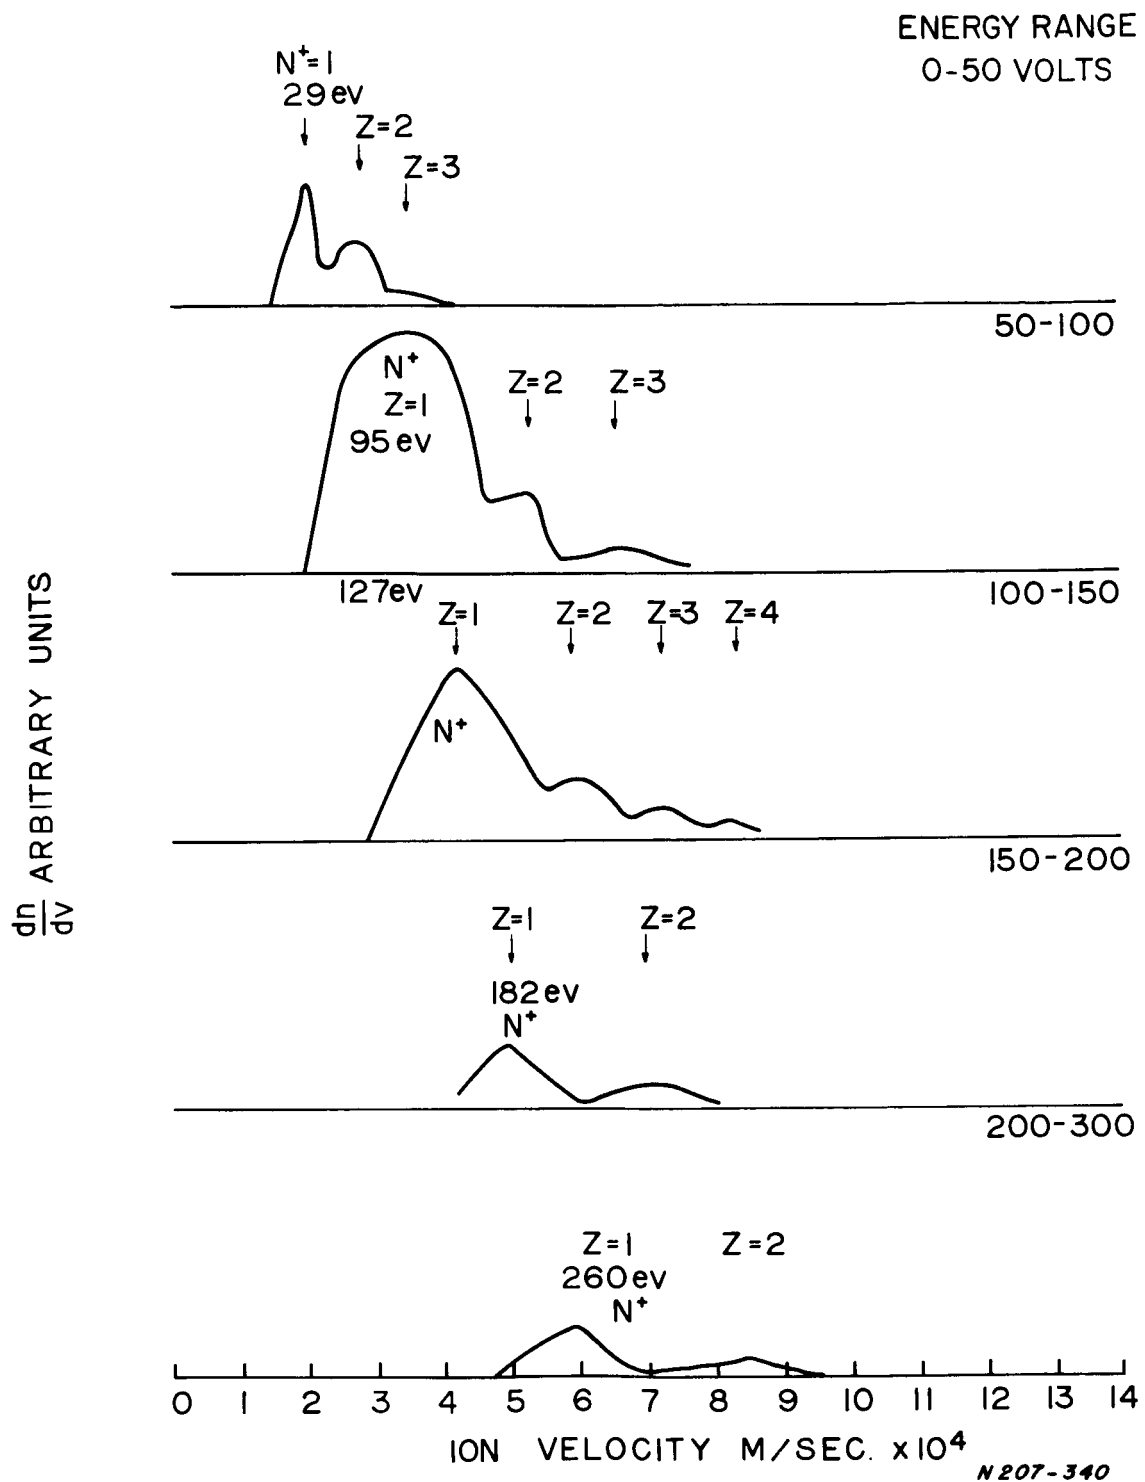 ENERGY RANGE
0-50 VOLTS
N⁺=1
29ev
Z=2
Z=3
50-100
N⁺
Z=1
95ev
Z=2
Z=3
100-150
127ev
Z=1
Z=2
Z=3
Z=4
N⁺
150-200
Z=1
Z=2
182ev
N⁺
200-300
Z=1
Z=2
260ev
N⁺
dn/dv ARBITRARY UNITS
0 1 2 3 4 5 6 7 8 9 10 11 12 13 14
ION VELOCITY M/SEC. x10⁴
N207-340